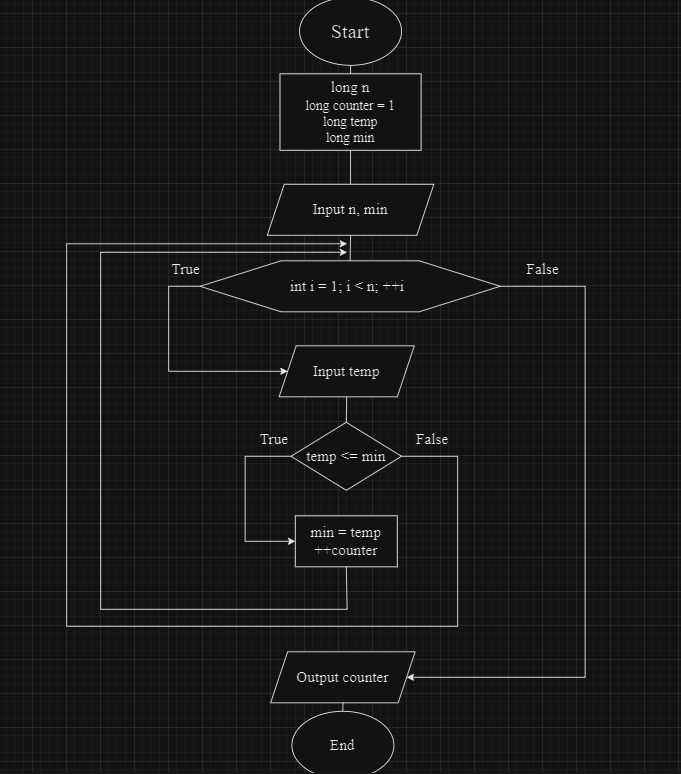 Start
long n
long counter = 1
long temp
long min
Input n, min
True
False
int i = 1; i < n; ++i
Input temp
True
False
temp <= min
min = temp
++counter
Output counter
End